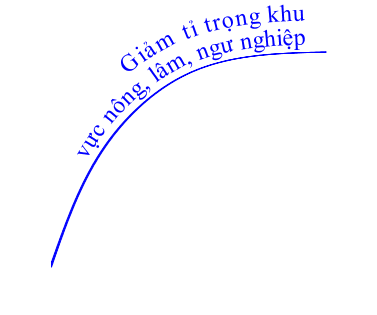 Giảm tỉ trọng khu
vực nông, lâm, ngư nghiệp